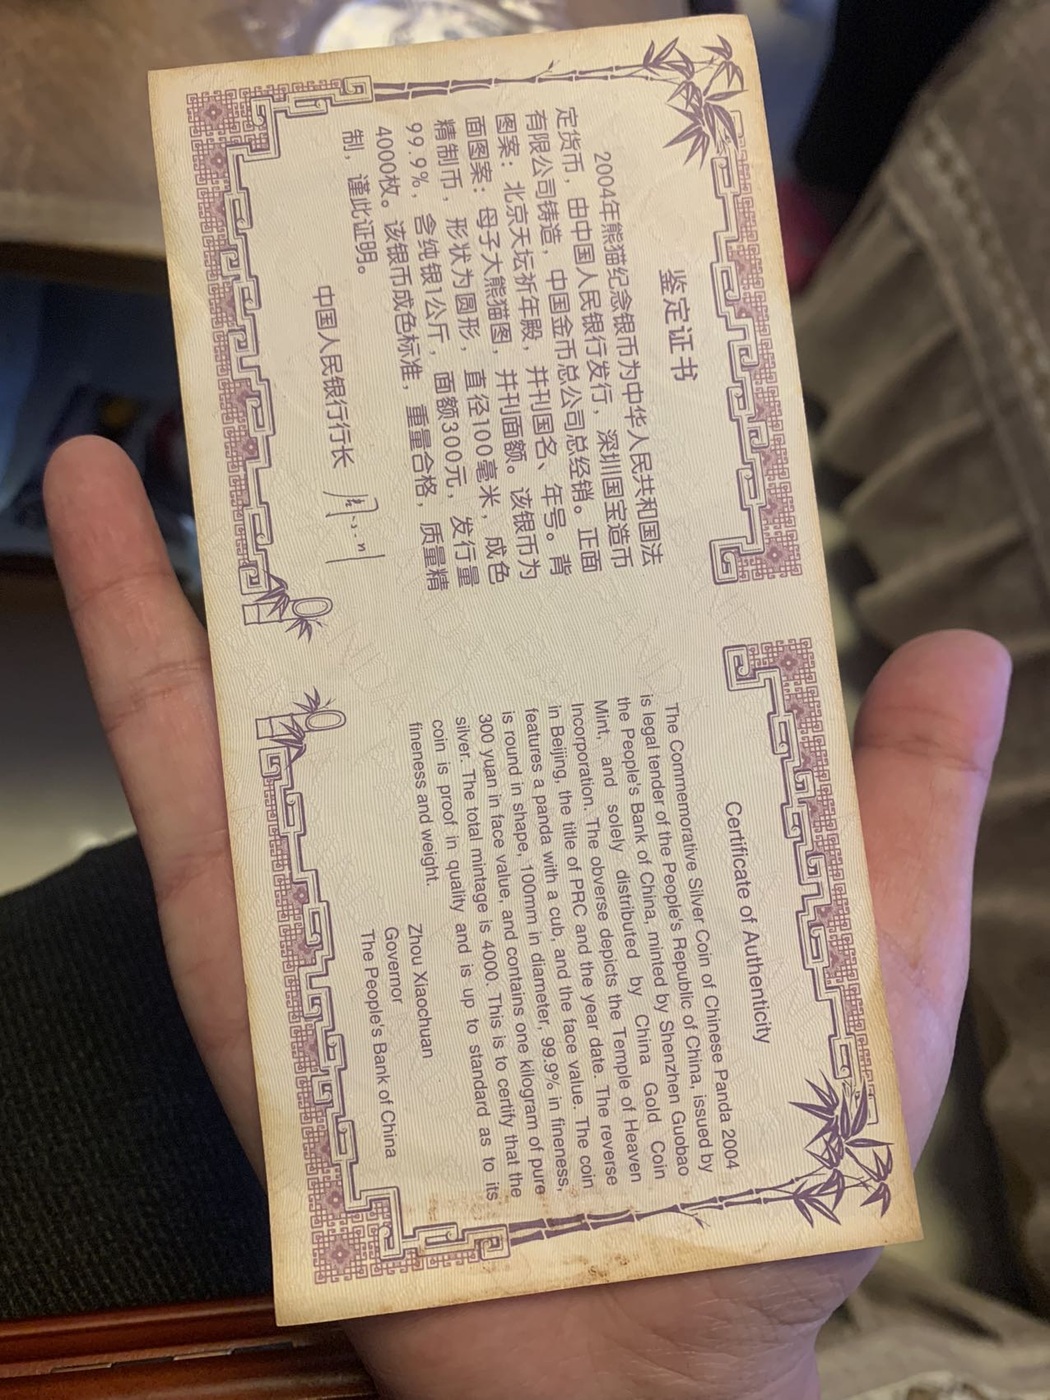 鉴定证书
2004年熊猫纪念银币为中华人民共和国法
定货币，由中国人民银行发行，深圳国宝造币
有限公司铸造，中国金币总公司总经销。正面
图案：北京天坛祈年殿，并刊国名、年号。背
面图案：母子大熊猫图，并刊面额。该银币为
精制币，形状为圆形，直径100毫米，成色
99.9%，含纯银1公斤，面额300元，发行量
4000枚。该银币成色标准，重量合格，质量精
制，谨此证明。
中国人民银行行长
Certificate of Authenticity
The Commemorative Silver Coin of Chinese Panda 2004
is legal tender of the People's Republic of China, issued by
the People's Bank of China, minted by Shenzhen Guobao
Mint, and solely distributed by China Gold Coin
Incorporation. The obverse depicts the Temple of Heaven
in Beijing, the title of PRC and the year date. The reverse
features a panda with a cub, and the face value. The coin
is round in shape, 100mm in diameter, 99.9% in fineness,
300 yuan in face value, and contains one kilogram of pure
silver. The total mintage is 4000. This is to certify that the
coin is proof in quality and is up to standard as to its
fineness and weight.
Zhou Xiaochuan
Governor
The People's Bank of China